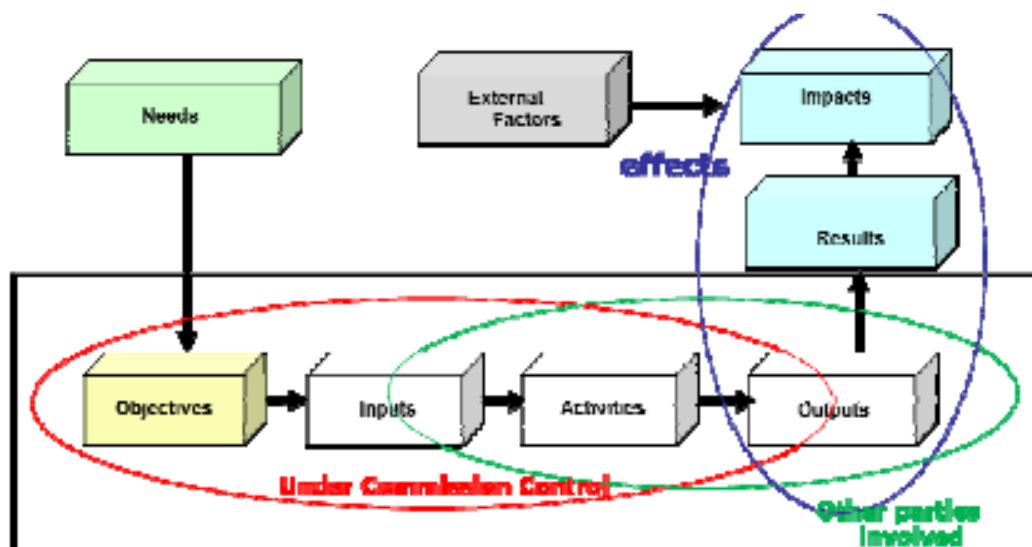 Needs
External
Factors
Impacts
effects
Results
Objectives
Inputs
Activities
Outputs
Under Commission Control
Other parties
involved